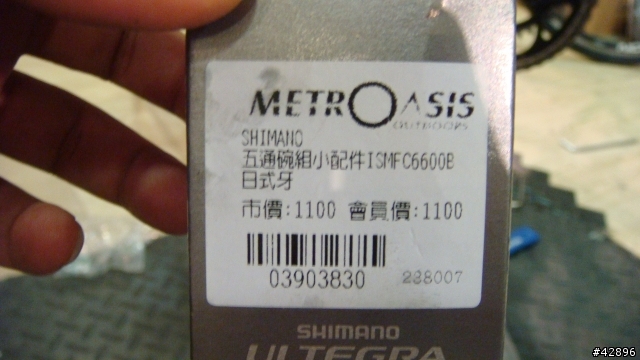 METROASIS
OUTDOORS
SHIMANO
五通碗組小配件ISMFC6600B
日式牙
市價:1100 會員價:1100
03903830 228007
SHIMANO
ULTEGRA
#42896